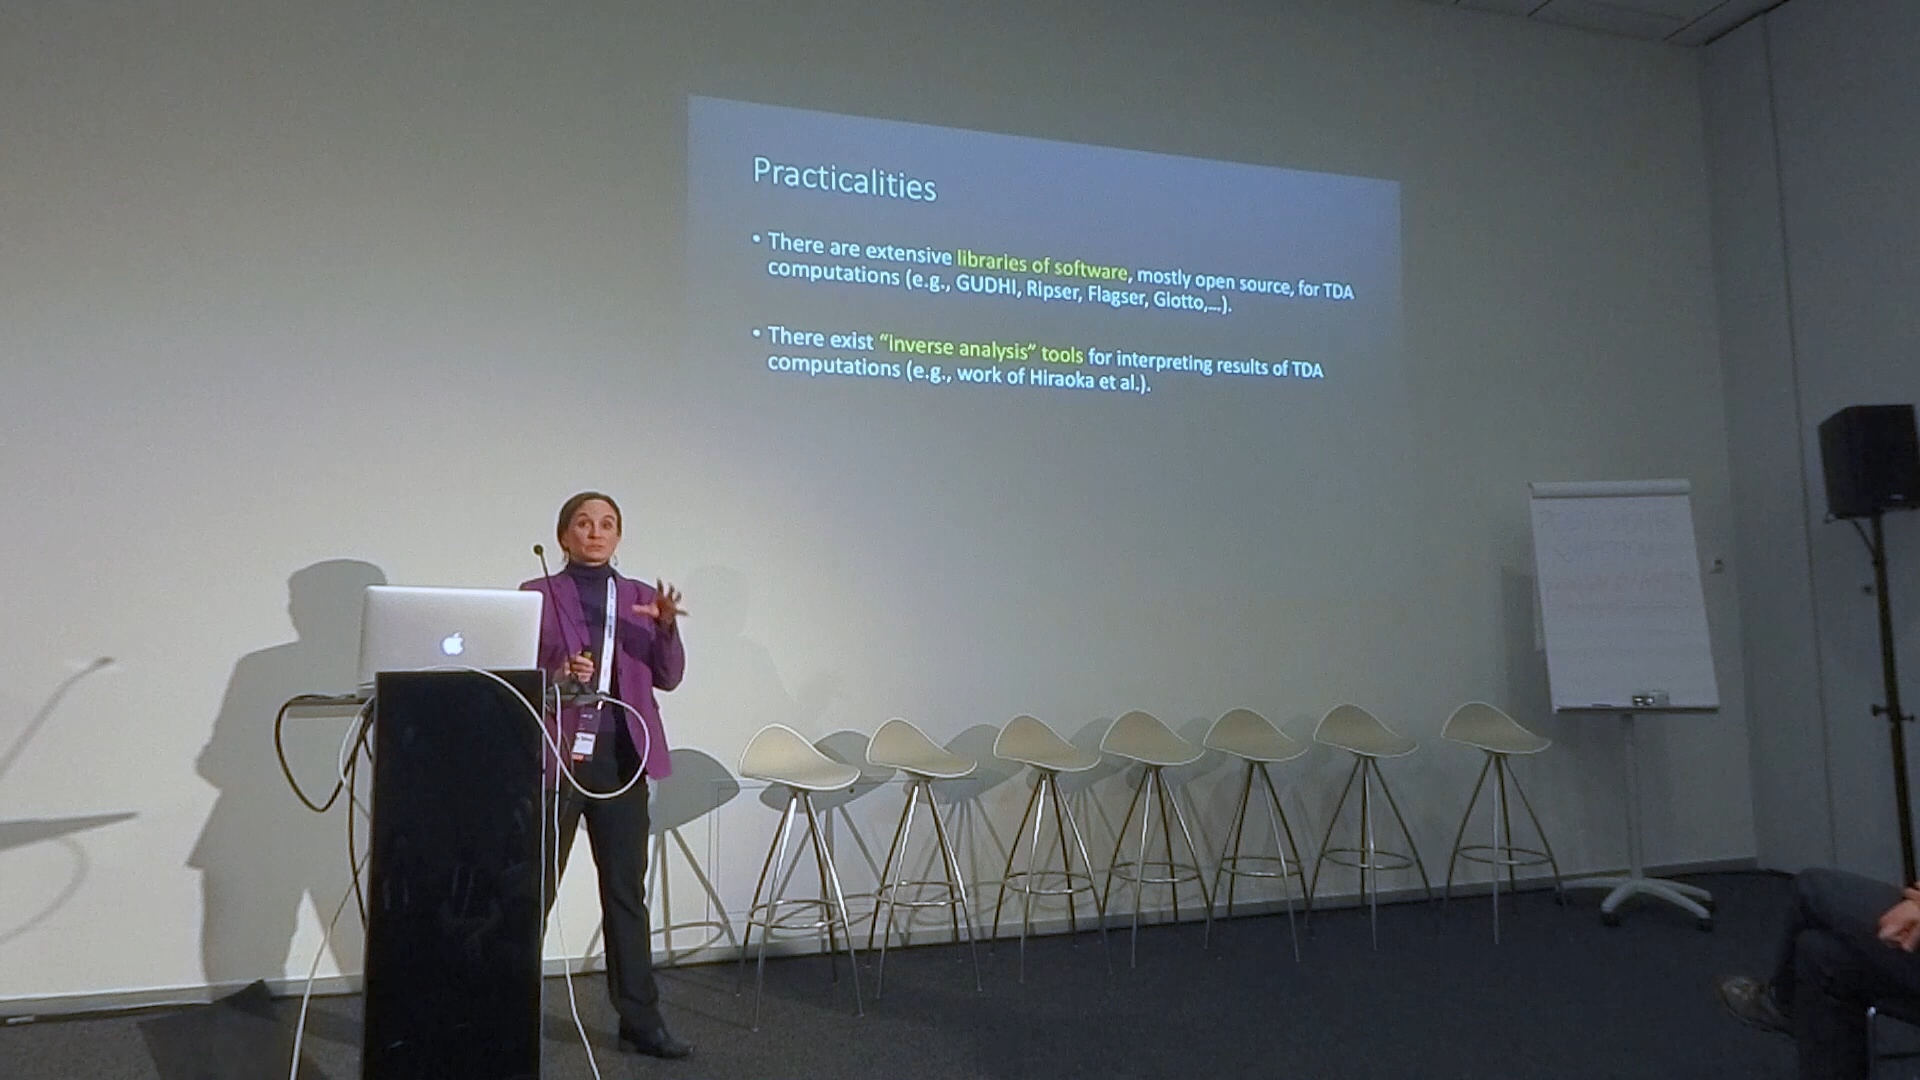 Practicalities
• There are extensive libraries of software, mostly open source, for TDA
computations (e.g., GUDHI, Ripser, Flagser, Giotto,...).
• There exist “inverse analysis” tools for interpreting results of TDA
computations (e.g., work of Hiraoka et al.).